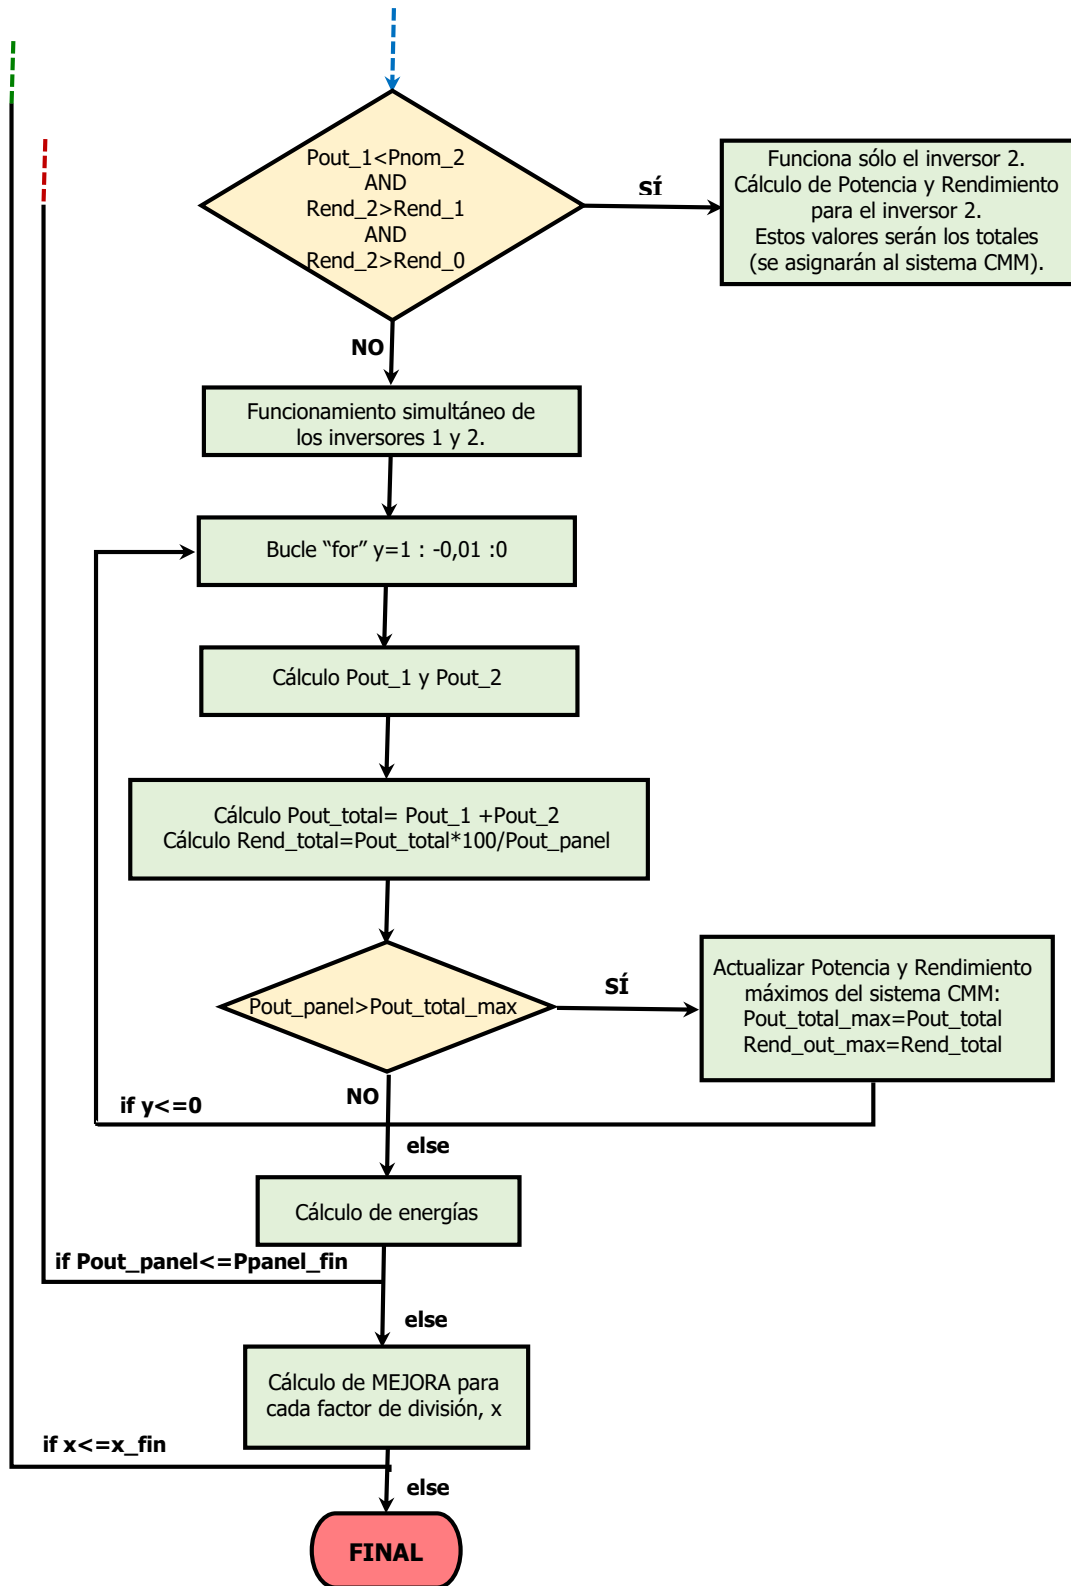 Pout_1<Pnom_2
AND
Rend_2>Rend_1
AND
Rend_2>Rend_0
SÍ
Funciona sólo el inversor 2.
Cálculo de Potencia y Rendimiento
para el inversor 2.
Estos valores serán los totales
(se asignarán al sistema CMM).
NO
Funcionamiento simultáneo de
los inversores 1 y 2.
Bucle “for” y=1 : -0,01 :0
Cálculo Pout_1 y Pout_2
Cálculo Pout_total= Pout_1 +Pout_2
Cálculo Rend_total=Pout_total*100/Pout_panel
Pout_panel>Pout_total_max
SÍ
Actualizar Potencia y Rendimiento
máximos del sistema CMM:
Pout_total_max=Pout_total
Rend_out_max=Rend_total
NO
if y<=0
else
Cálculo de energías
if Pout_panel<=Ppanel_fin
else
Cálculo de MEJORA para
cada factor de división, x
if x<=x_fin
else
FINAL